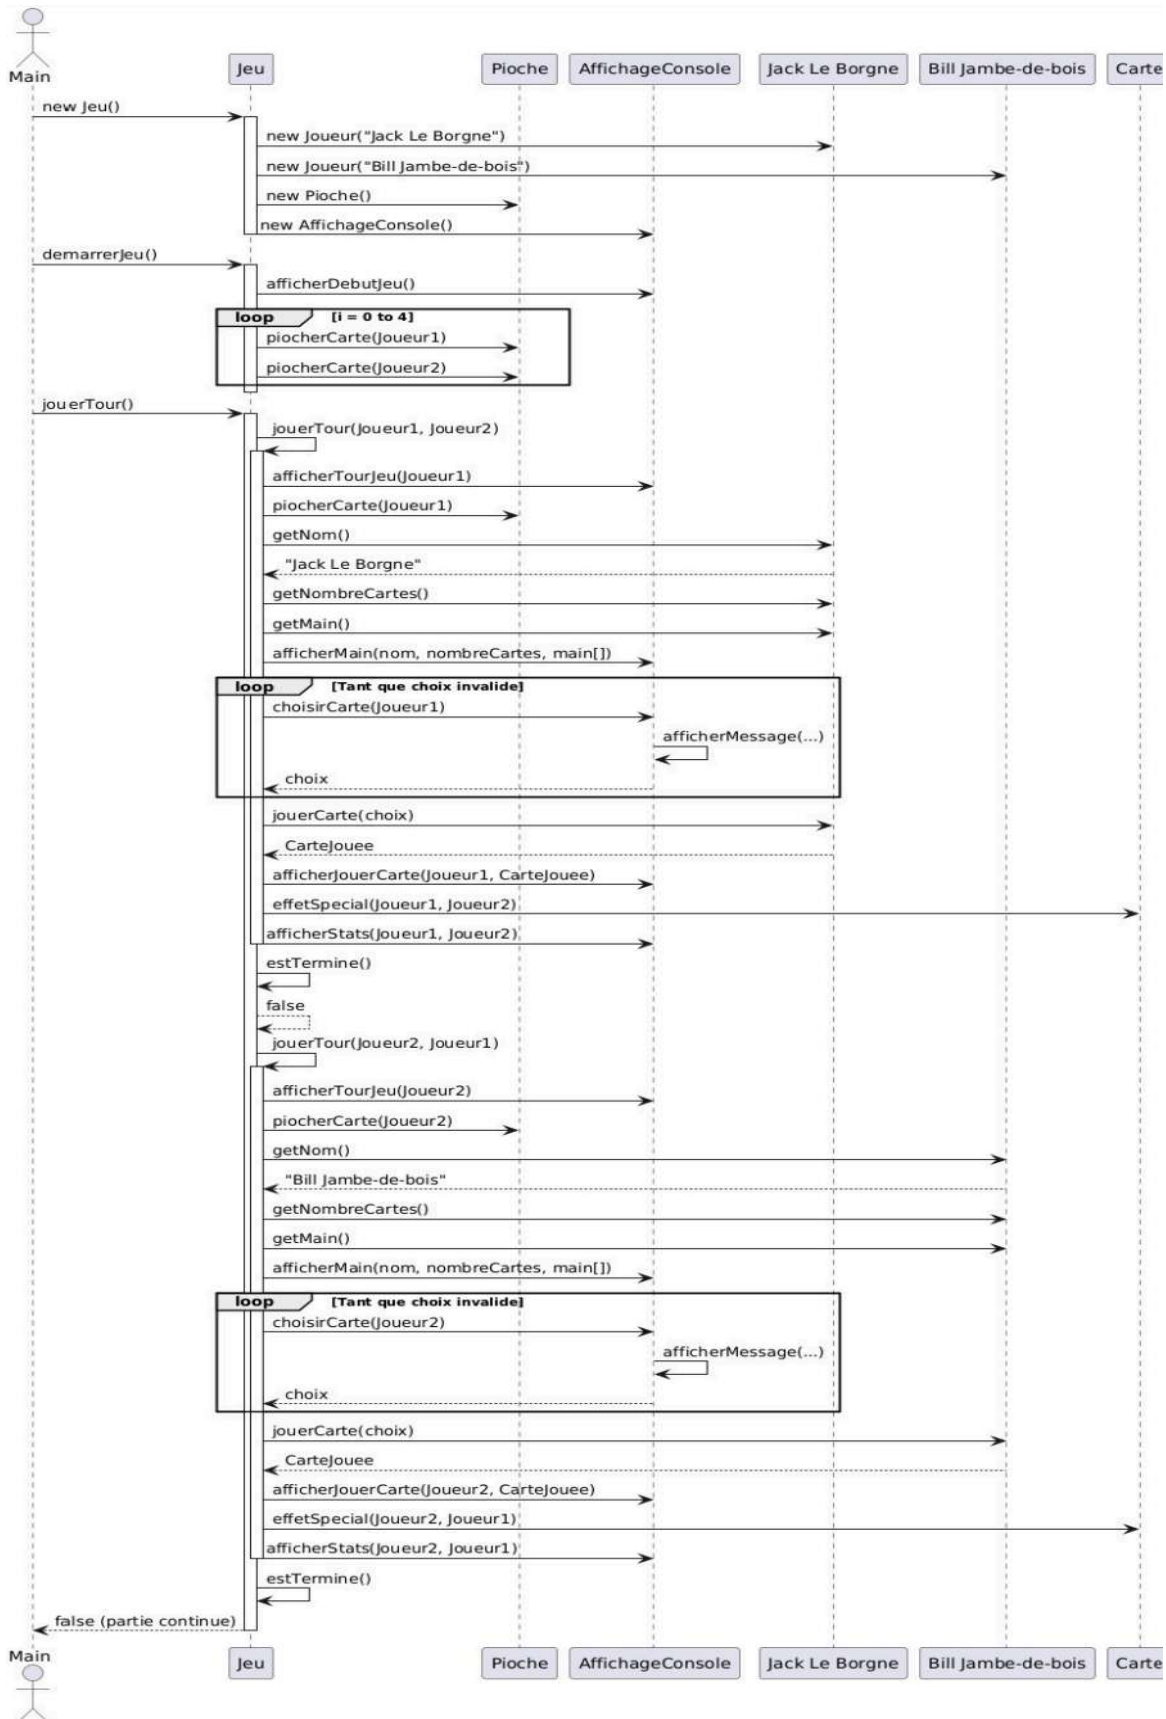 Main
Jeu
Pioche
AffichageConsole
Jack Le Borgne
Bill Jambe-de-bois
Carte
new Jeu()
new Joueur("Jack Le Borgne")
new Joueur("Bill Jambe-de-bois")
new Pioche()
new AffichageConsole()
demarrerJeu()
afficherDebutJeu()
loop [i = 0 to 4]
piocherCarte(Joueur1)
piocherCarte(Joueur2)
jouerTour()
jouerTour(Joueur1, Joueur2)
afficherTourJeu(Joueur1)
piocherCarte(Joueur1)
getNom()
"Jack Le Borgne"
getNombreCartes()
getMain()
afficherMain(nom, nombreCartes, main[])
loop [Tant que choix invalide]
choisirCarte(Joueur1)
afficherMessage(...)
choix
jouerCarte(choix)
CarteJouee
afficherJouerCarte(Joueur1, CarteJouee)
effetSpecial(Joueur1, Joueur2)
afficherStats(Joueur1, Joueur2)
estTermine()
false
jouerTour(Joueur2, Joueur1)
afficherTourJeu(Joueur2)
piocherCarte(Joueur2)
getNom()
"Bill Jambe-de-bois"
getNombreCartes()
getMain()
afficherMain(nom, nombreCartes, main[])
loop [Tant que choix invalide]
choisirCarte(Joueur2)
afficherMessage(...)
choix
jouerCarte(choix)
CarteJouee
afficherJouerCarte(Joueur2, CarteJouee)
effetSpecial(Joueur2, Joueur1)
afficherStats(Joueur2, Joueur1)
estTermine()
false (partie continue)
Main
Jeu
Pioche
AffichageConsole
Jack Le Borgne
Bill Jambe-de-bois
Carte